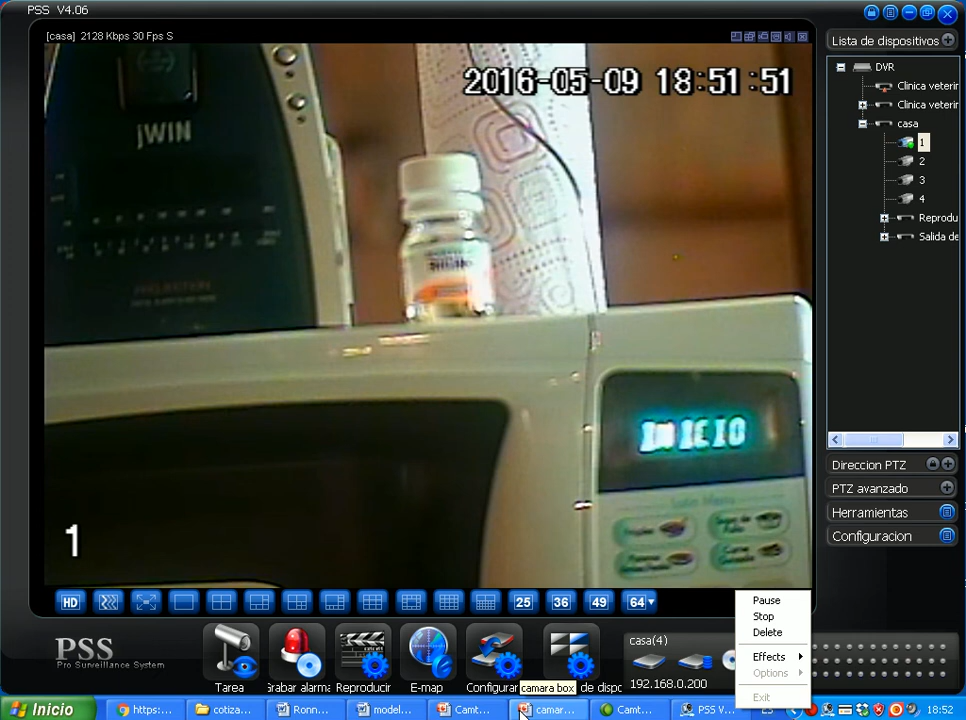 PSS V4.06
[casa] 2128 Kbps 30 Fps S
Lista de dispositivos
2016-05-09 18:51:51
jWIN
INICIO
1
DVR
Clinica veterir
Clinica veterir
casa
1
2
3
4
Reprodu
Salida de
Direccion PTZ
PTZ avanzado
Herramientas
Configuracion
HD
25
36
49
64
PSS
Pro Surveillance System
Tarea
Grabar alarma
Reproducir
E-map
Configurar
de dispo
camara box
casa(4)
192.168.0.200
Pause
Stop
Delete
Effects
Options
Exit
Inicio
https:...
cotiza...
Ronn...
model...
Camt...
camar...
Camt...
PSS V...
ES
18:52